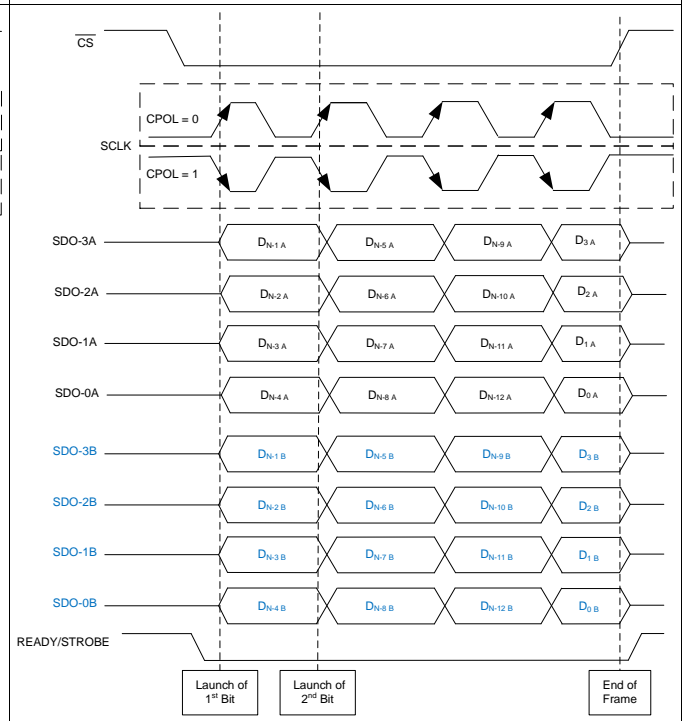 CS
CPOL = 0
SCLK
CPOL = 1
SDO-3A DN-1 A DN-5 A DN-9 A D3 A
SDO-2A DN-2 A DN-6 A DN-10 A D2 A
SDO-1A DN-3 A DN-7 A DN-11 A D1 A
SDO-0A DN-4 A DN-8 A DN-12 A D0 A
SDO-3B DN-1 B DN-5 B DN-9 B D3 B
SDO-2B DN-2 B DN-6 B DN-10 B D2 B
SDO-1B DN-3 B DN-7 B DN-11 B D1 B
SDO-0B DN-4 B DN-8 B DN-12 B D0 B
READY/STROBE
Launch of
1st Bit
Launch of
2nd Bit
End of
Frame